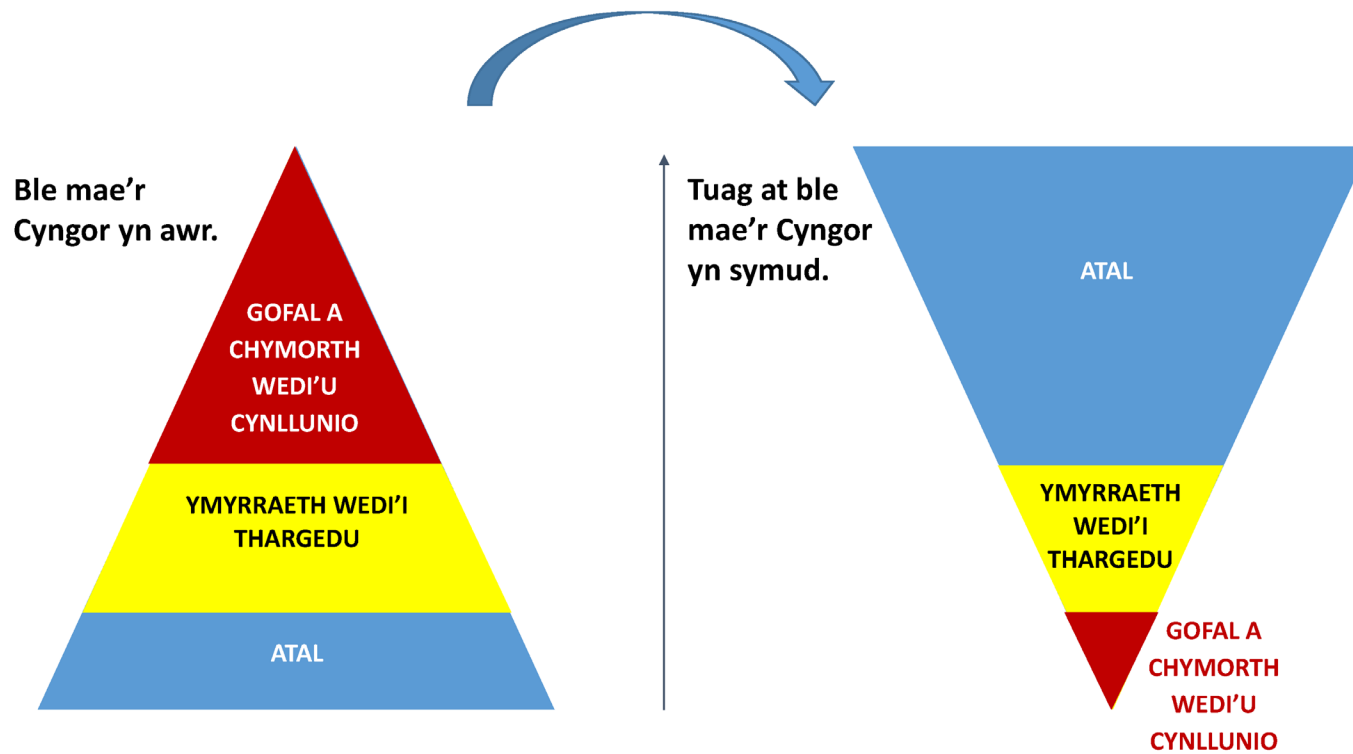 Ble mae'r
Cyngor yn awr.
GOFAL A
CHYMORTH
WEDI'U
CYNLLUNIO
YMYRRAETH WEDI'I
THARGEDU
ATAL
Tuag at ble
mae'r Cyngor
yn symud.
ATAL
YMYRRAETH
WEDI'I
THARGEDU
GOFAL A
CHYMORTH
WEDI'U
CYNLLUNIO